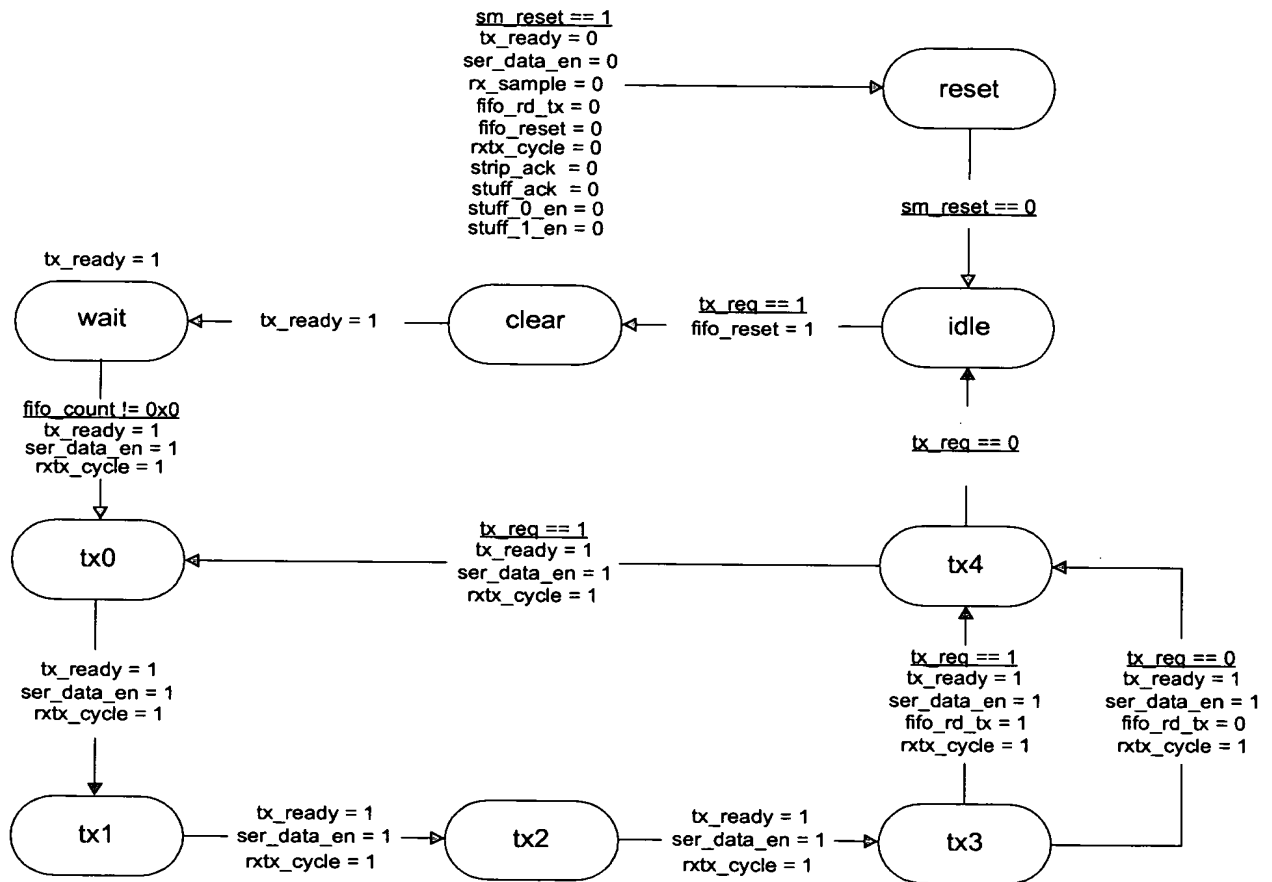 sm_reset == 1
tx_ready = 0
ser_data_en = 0
rx_sample = 0
fifo_rd_tx = 0
fifo_reset = 0
rxtx_cycle = 0
strip_ack = 0
stuff_ack = 0
stuff_0_en = 0
stuff_1_en = 0
reset
sm_reset == 0
tx_ready = 1
wait
tx_ready = 1
clear
tx_req == 1
fifo_reset = 1
idle
fifo_count != 0x0
tx_ready = 1
ser_data_en = 1
rxtx_cycle = 1
tx_req == 0
tx0
tx_req == 1
tx_ready = 1
ser_data_en = 1
rxtx_cycle = 1
tx4
tx_ready = 1
ser_data_en = 1
rxtx_cycle = 1
tx_req == 1
tx_ready = 1
ser_data_en = 1
fifo_rd_tx = 1
rxtx_cycle = 1
tx_req == 0
tx_ready = 1
ser_data_en = 1
fifo_rd_tx = 0
rxtx_cycle = 1
tx1
tx_ready = 1
ser_data_en = 1
rxtx_cycle = 1
tx2
tx_ready = 1
ser_data_en = 1
rxtx_cycle = 1
tx3